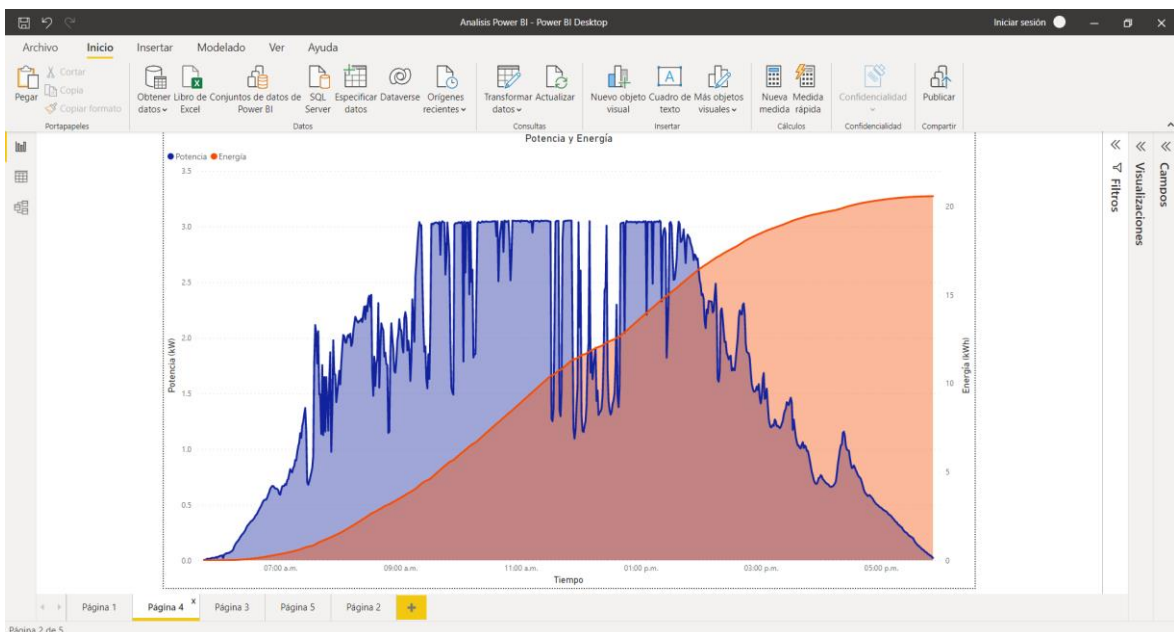 Analisis Power BI - Power BI Desktop
Iniciar sesión
Archivo Inicio Insertar Modelado Ver Ayuda
Pegar
Cortar
Copia
Copiar formato
Portapapeles
Obtener datos
Libro de Excel
Conjuntos de datos de Power BI
SQL Server
Especificar datos
Dataverse
Orígenes recientes
Datos
Transformar datos
Actualizar
Consultas
Nuevo objeto visual
Cuadro de texto
Más objetos visuales
Insertar
Nueva medida
Medida rápida
Cálculos
Confidencialidad
Confidencialidad
Publicar
Compartir
Potencia y Energía
Potencia Energía
3.5
3.0
2.5
2.0
1.5
1.0
0.5
0.0
Potencia (kW)
20
15
10
5
0
Energía (kWh)
07:00 a.m. 09:00 a.m. 11:00 a.m. 01:00 p.m. 03:00 p.m. 05:00 p.m.
Tiempo
Filtros
Visualizaciones
Campos
Página 1 Página 4 x Página 3 Página 5 Página 2 +
Página 2 de 5